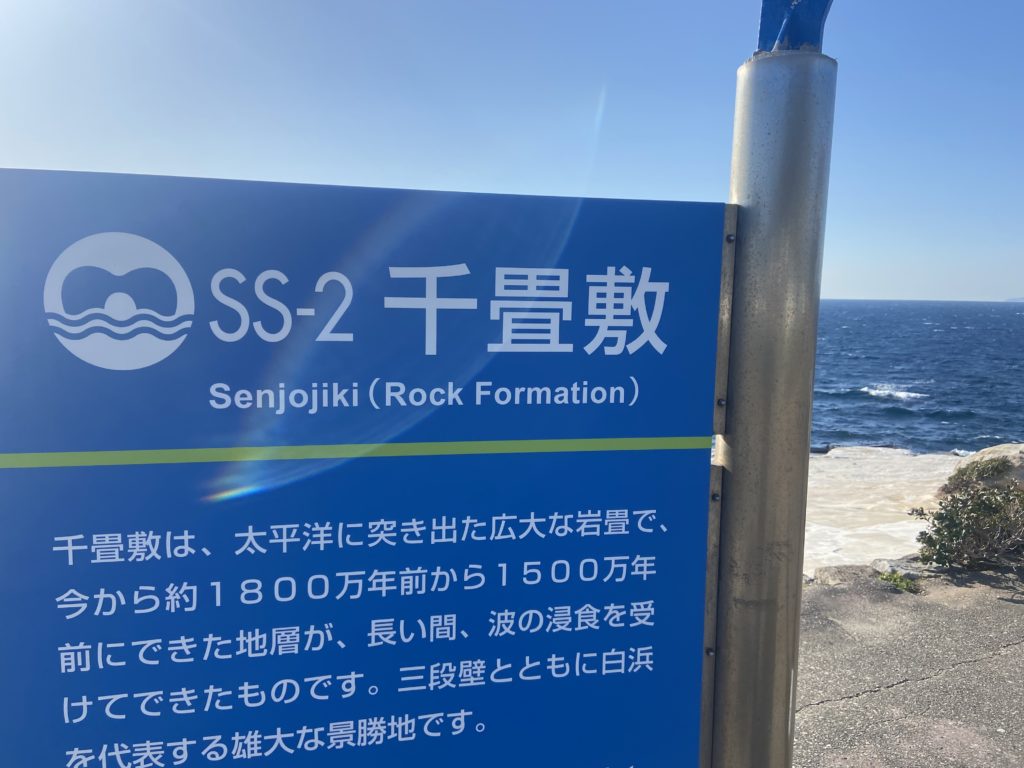 SS-2 千畳敷
Senjojiki（Rock Formation）
千畳敷は、太平洋に突き出た広大な岩畳で、
今から約１８００万年前から１５００万年
前にできた地層が、長い間、波の浸食を受
けてできたものです。三段壁とともに白浜
を代表する雄大な景勝地です。